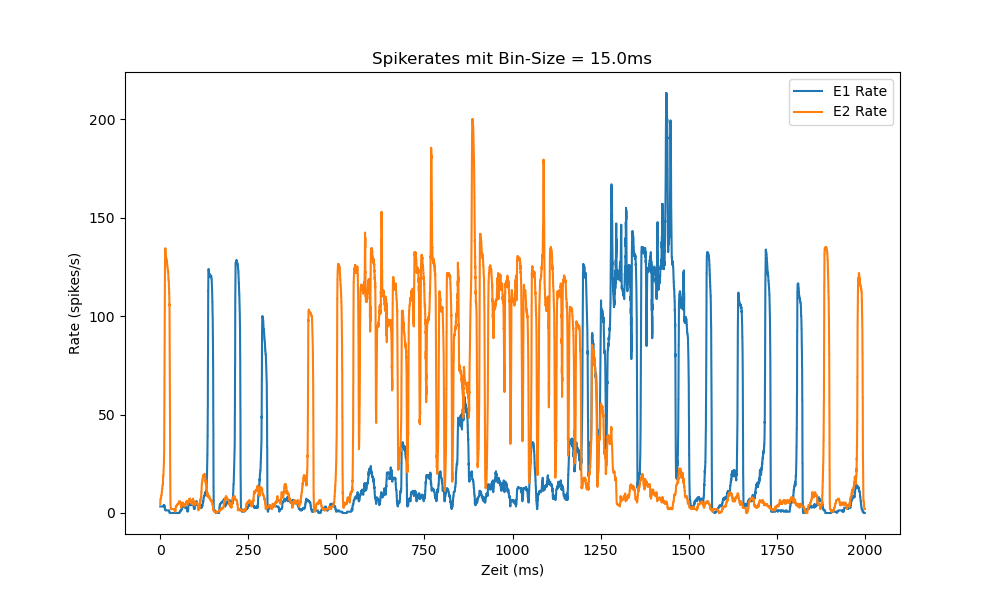 Spikerates mit Bin-Size = 15.0ms
E1 Rate
E2 Rate
Rate (spikes/s)
200
150
100
50
0
0 250 500 750 1000 1250 1500 1750 2000
Zeit (ms)